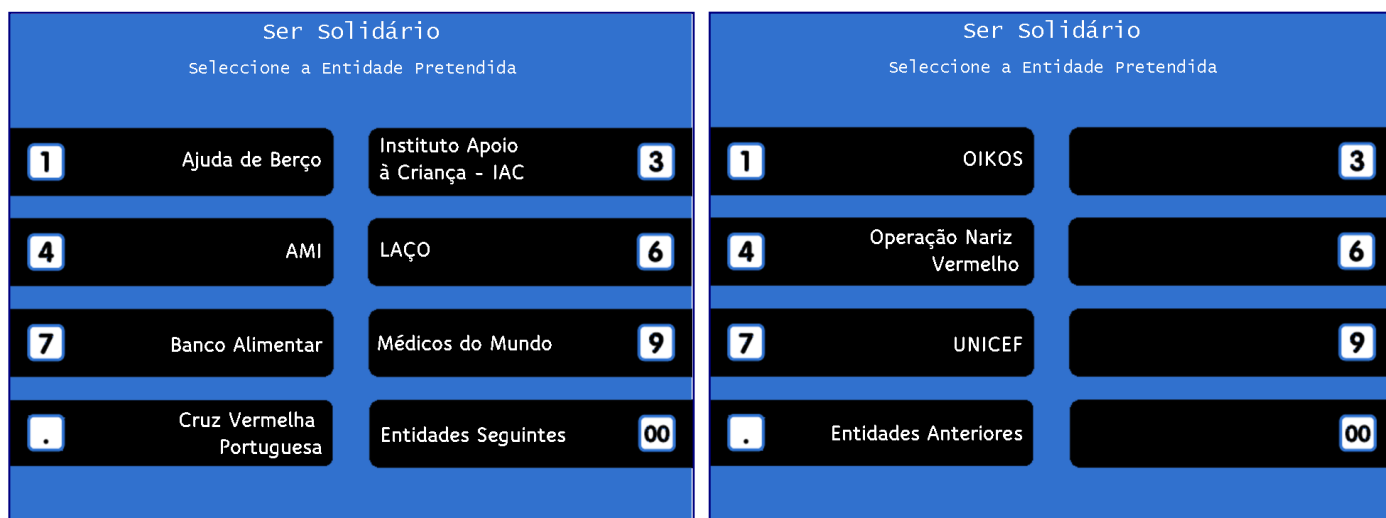 Ser Solidário
Seleccione a Entidade Pretendida
1 Ajuda de Berço
Instituto Apoio
à Criança - IAC 3
4 AMI
LAÇO 6
7 Banco Alimentar
Médicos do Mundo 9
. Cruz Vermelha
Portuguesa
Entidades Seguintes 00
Ser Solidário
Seleccione a Entidade Pretendida
1 OIKOS
3
4 Operação Nariz
Vermelho
6
7 UNICEF
9
. Entidades Anteriores
00